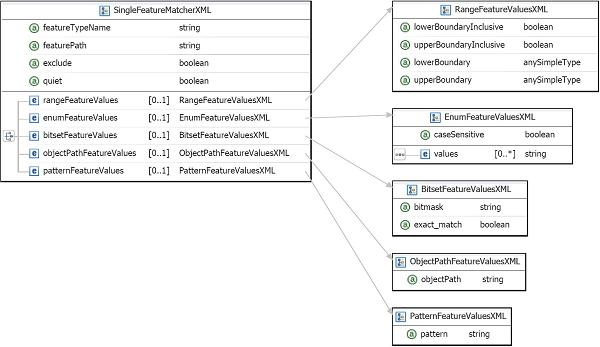 SingleFeatureMatcherXML
featureTypeName string
featurePath string
exclude boolean
quiet boolean
rangeFeatureValues [0..1] RangeFeatureValuesXML
enumFeatureValues [0..1] EnumFeatureValuesXML
bitsetFeatureValues [0..1] BitsetFeatureValuesXML
objectPathFeatureValues [0..1] ObjectPathFeatureValuesXML
patternFeatureValues [0..1] PatternFeatureValuesXML
RangeFeatureValuesXML
lowerBoundaryInclusive boolean
upperBoundaryInclusive boolean
lowerBoundary anySimpleType
upperBoundary anySimpleType
EnumFeatureValuesXML
caseSensitive boolean
values [0..*] string
BitsetFeatureValuesXML
bitmask string
exact_match boolean
ObjectPathFeatureValuesXML
objectPath string
PatternFeatureValuesXML
pattern string